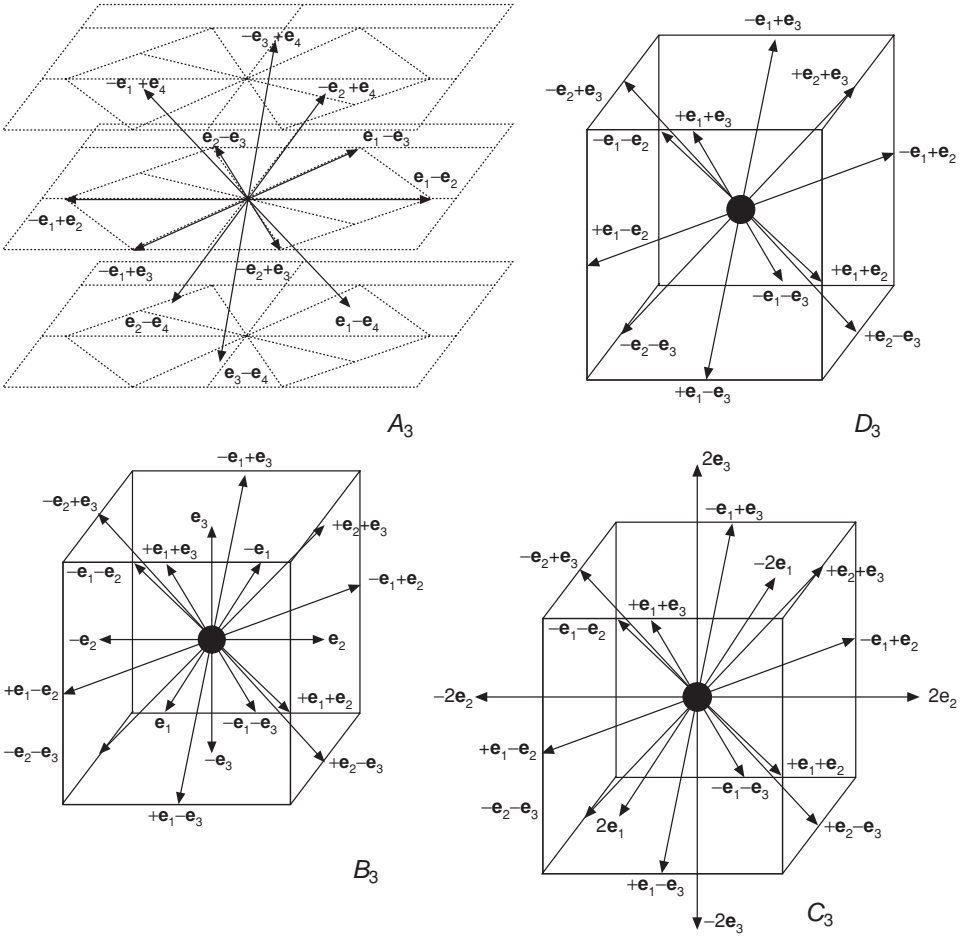 −e₃+e₄
−e₁+e₄
−e₂+e₄
e₂−e₃
e₁−e₃
e₁−e₂
−e₁+e₂
−e₁+e₃
−e₂+e₃
e₂−e₄
e₁−e₄
e₃−e₄
A₃
−e₁+e₃
+e₂+e₃
−e₂+e₃
+e₁+e₃
−e₁−e₂
−e₁+e₂
+e₁−e₂
+e₁+e₂
−e₁−e₃
−e₂−e₃
+e₂−e₃
+e₁−e₃
D₃
−e₁+e₃
−e₂+e₃
e₃
+e₂+e₃
+e₁+e₃
−e₁
−e₁−e₂
−e₁+e₂
−e₂
e₂
+e₁−e₂
+e₁+e₂
e₁
−e₁−e₃
−e₂−e₃
−e₃
+e₂−e₃
+e₁−e₃
B₃
2e₃
−e₁+e₃
−e₂+e₃
−2e₁
+e₂+e₃
+e₁+e₃
−e₁−e₂
−e₁+e₂
−2e₂
2e₂
+e₁−e₂
+e₁+e₂
−e₁−e₃
−e₂−e₃
2e₁
+e₂−e₃
+e₁−e₃
C₃
−2e₃